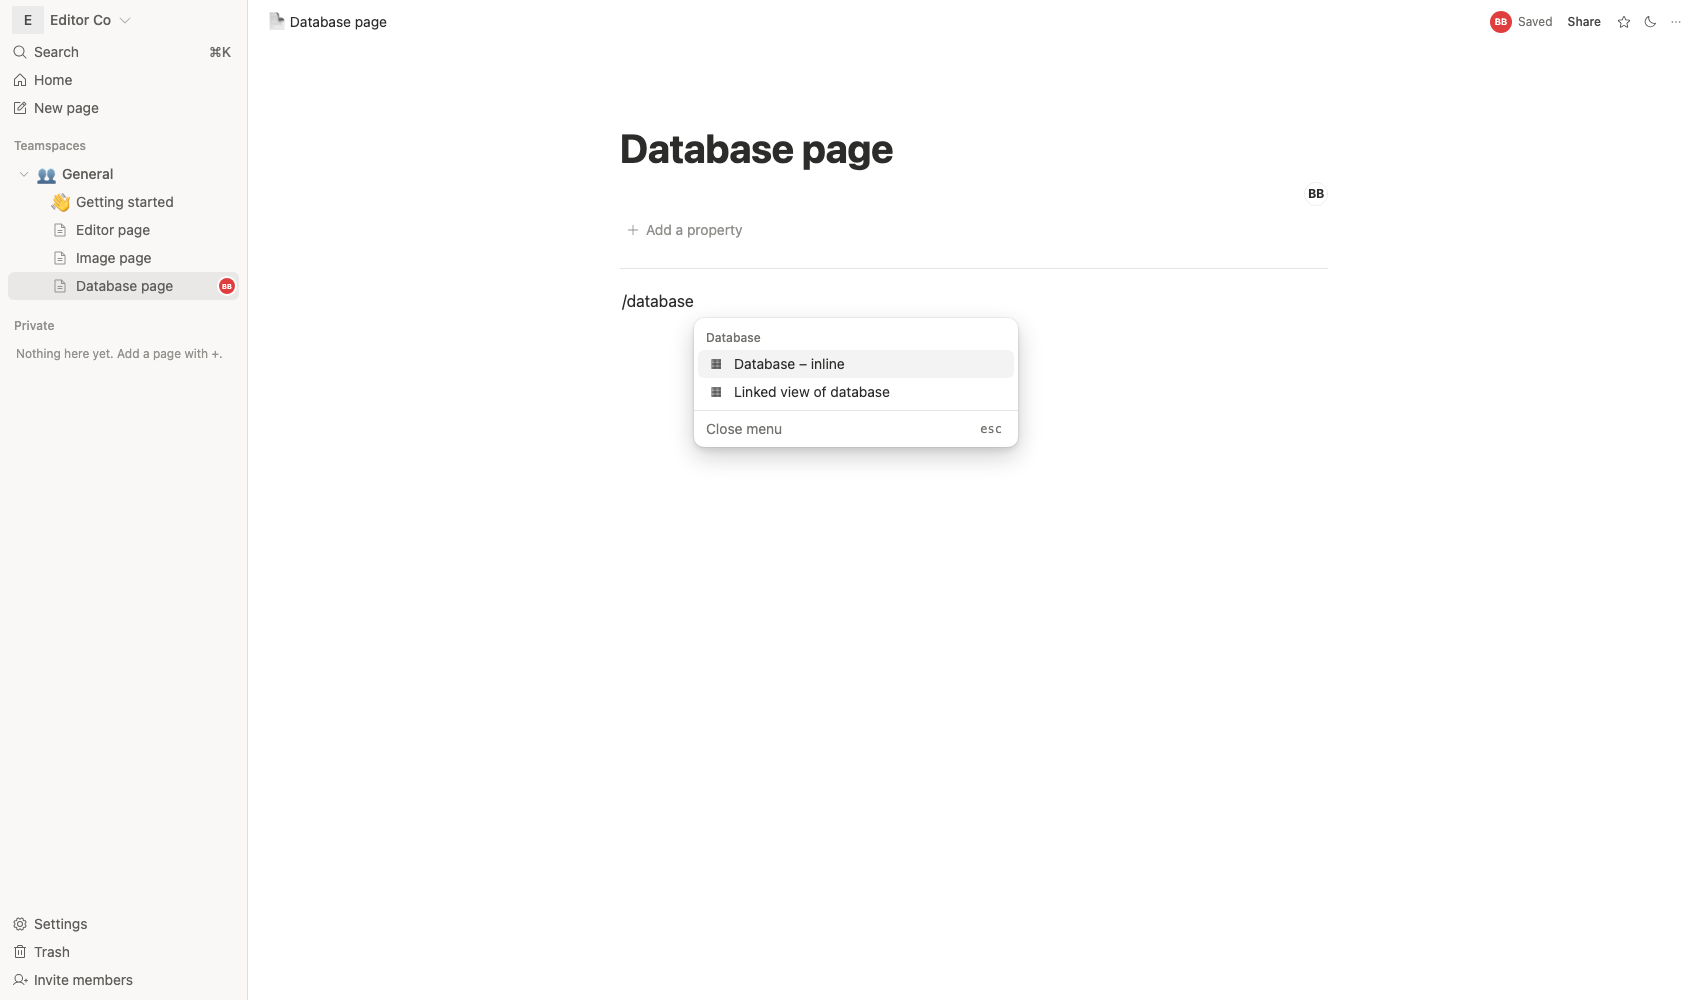 E Editor Co
Search ⌘K
Home
New page
Teamspaces
General
Getting started
Editor page
Image page
Database page BB
Private
Nothing here yet. Add a page with +.
Settings
Trash
Invite members
Database page
BB Saved Share ···
Database page
BB
+ Add a property
/database
Database
Database – inline
Linked view of database
Close menu esc